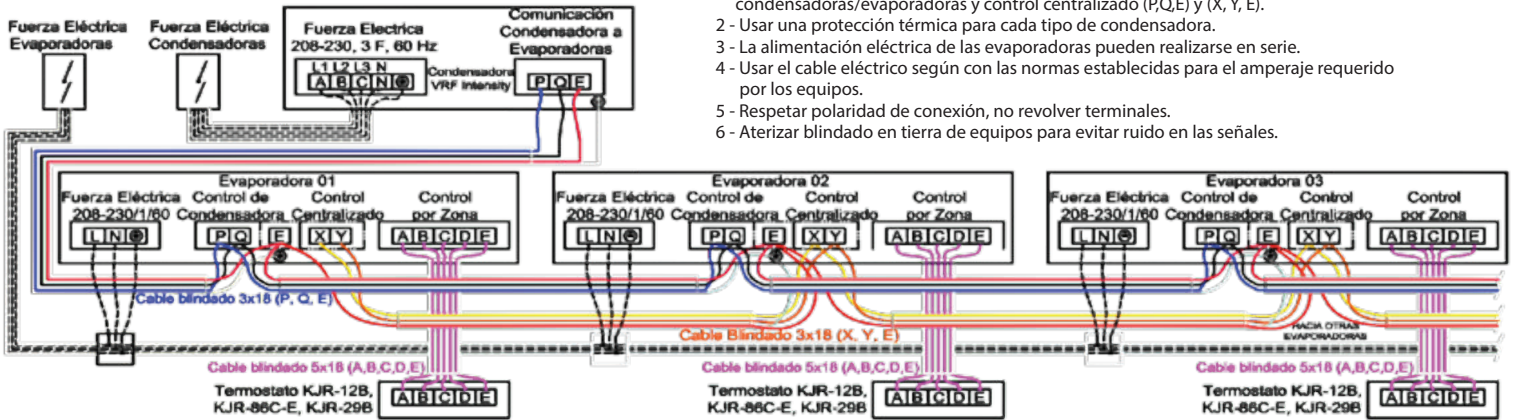 condensadoras/evaporadoras y control centralizado (P,Q,E) y (X, Y, E).
2 - Usar una protección térmica para cada tipo de condensadora.
3 - La alimentación eléctrica de las evaporadoras pueden realizarse en serie.
4 - Usar el cable eléctrico según con las normas establecidas para el amperaje requerido
por los equipos.
5 - Respetar polaridad de conexión, no revolver terminales.
6 - Aterizar blindado en tierra de equipos para evitar ruido en las señales.
Fuerza Eléctrica
Evaporadoras
Fuerza Eléctrica
Condensadoras
Fuerza Electrica
208-230, 3 F, 60 Hz
L1 L2 L3 N
A B C N
Condensadora
VRF Intensity
Comunicación
Condensadora a
Evaporadoras
P Q E
Evaporadora 01
Fuerza Eléctrica
208-230/1/60
L N
Control de
Condensadora
P Q E
Control
Centralizado
X Y
Control
por Zona
A B C D E
Evaporadora 02
Fuerza Eléctrica
208-230/1/60
L N
Control de
Condensadora
P Q E
Control
Centralizado
X Y
Control
por Zona
A B C D E
Evaporadora 03
Fuerza Eléctrica
208-230/1/60
L N
Control de
Condensadora
P Q E
Control
Centralizado
X Y
Control
por Zona
A B C D E
Cable blindado 3x18 (P, Q, E)
Cable Blindado 3x18 (X, Y, E)
HACIA OTRAS
EVAPORADORAS
Cable blindado 5x18 (A,B,C,D,E)
Termostato KJR-12B,
KJR-86C-E, KJR-29B
A B C D E
Cable blindado 5x18 (A,B,C,D,E)
Termostato KJR-12B,
KJR-86C-E, KJR-29B
A B C D E
Cable blindado 5x18 (A,B,C,D,E)
Termostato KJR-12B,
KJR-86C-E, KJR-29B
A B C D E